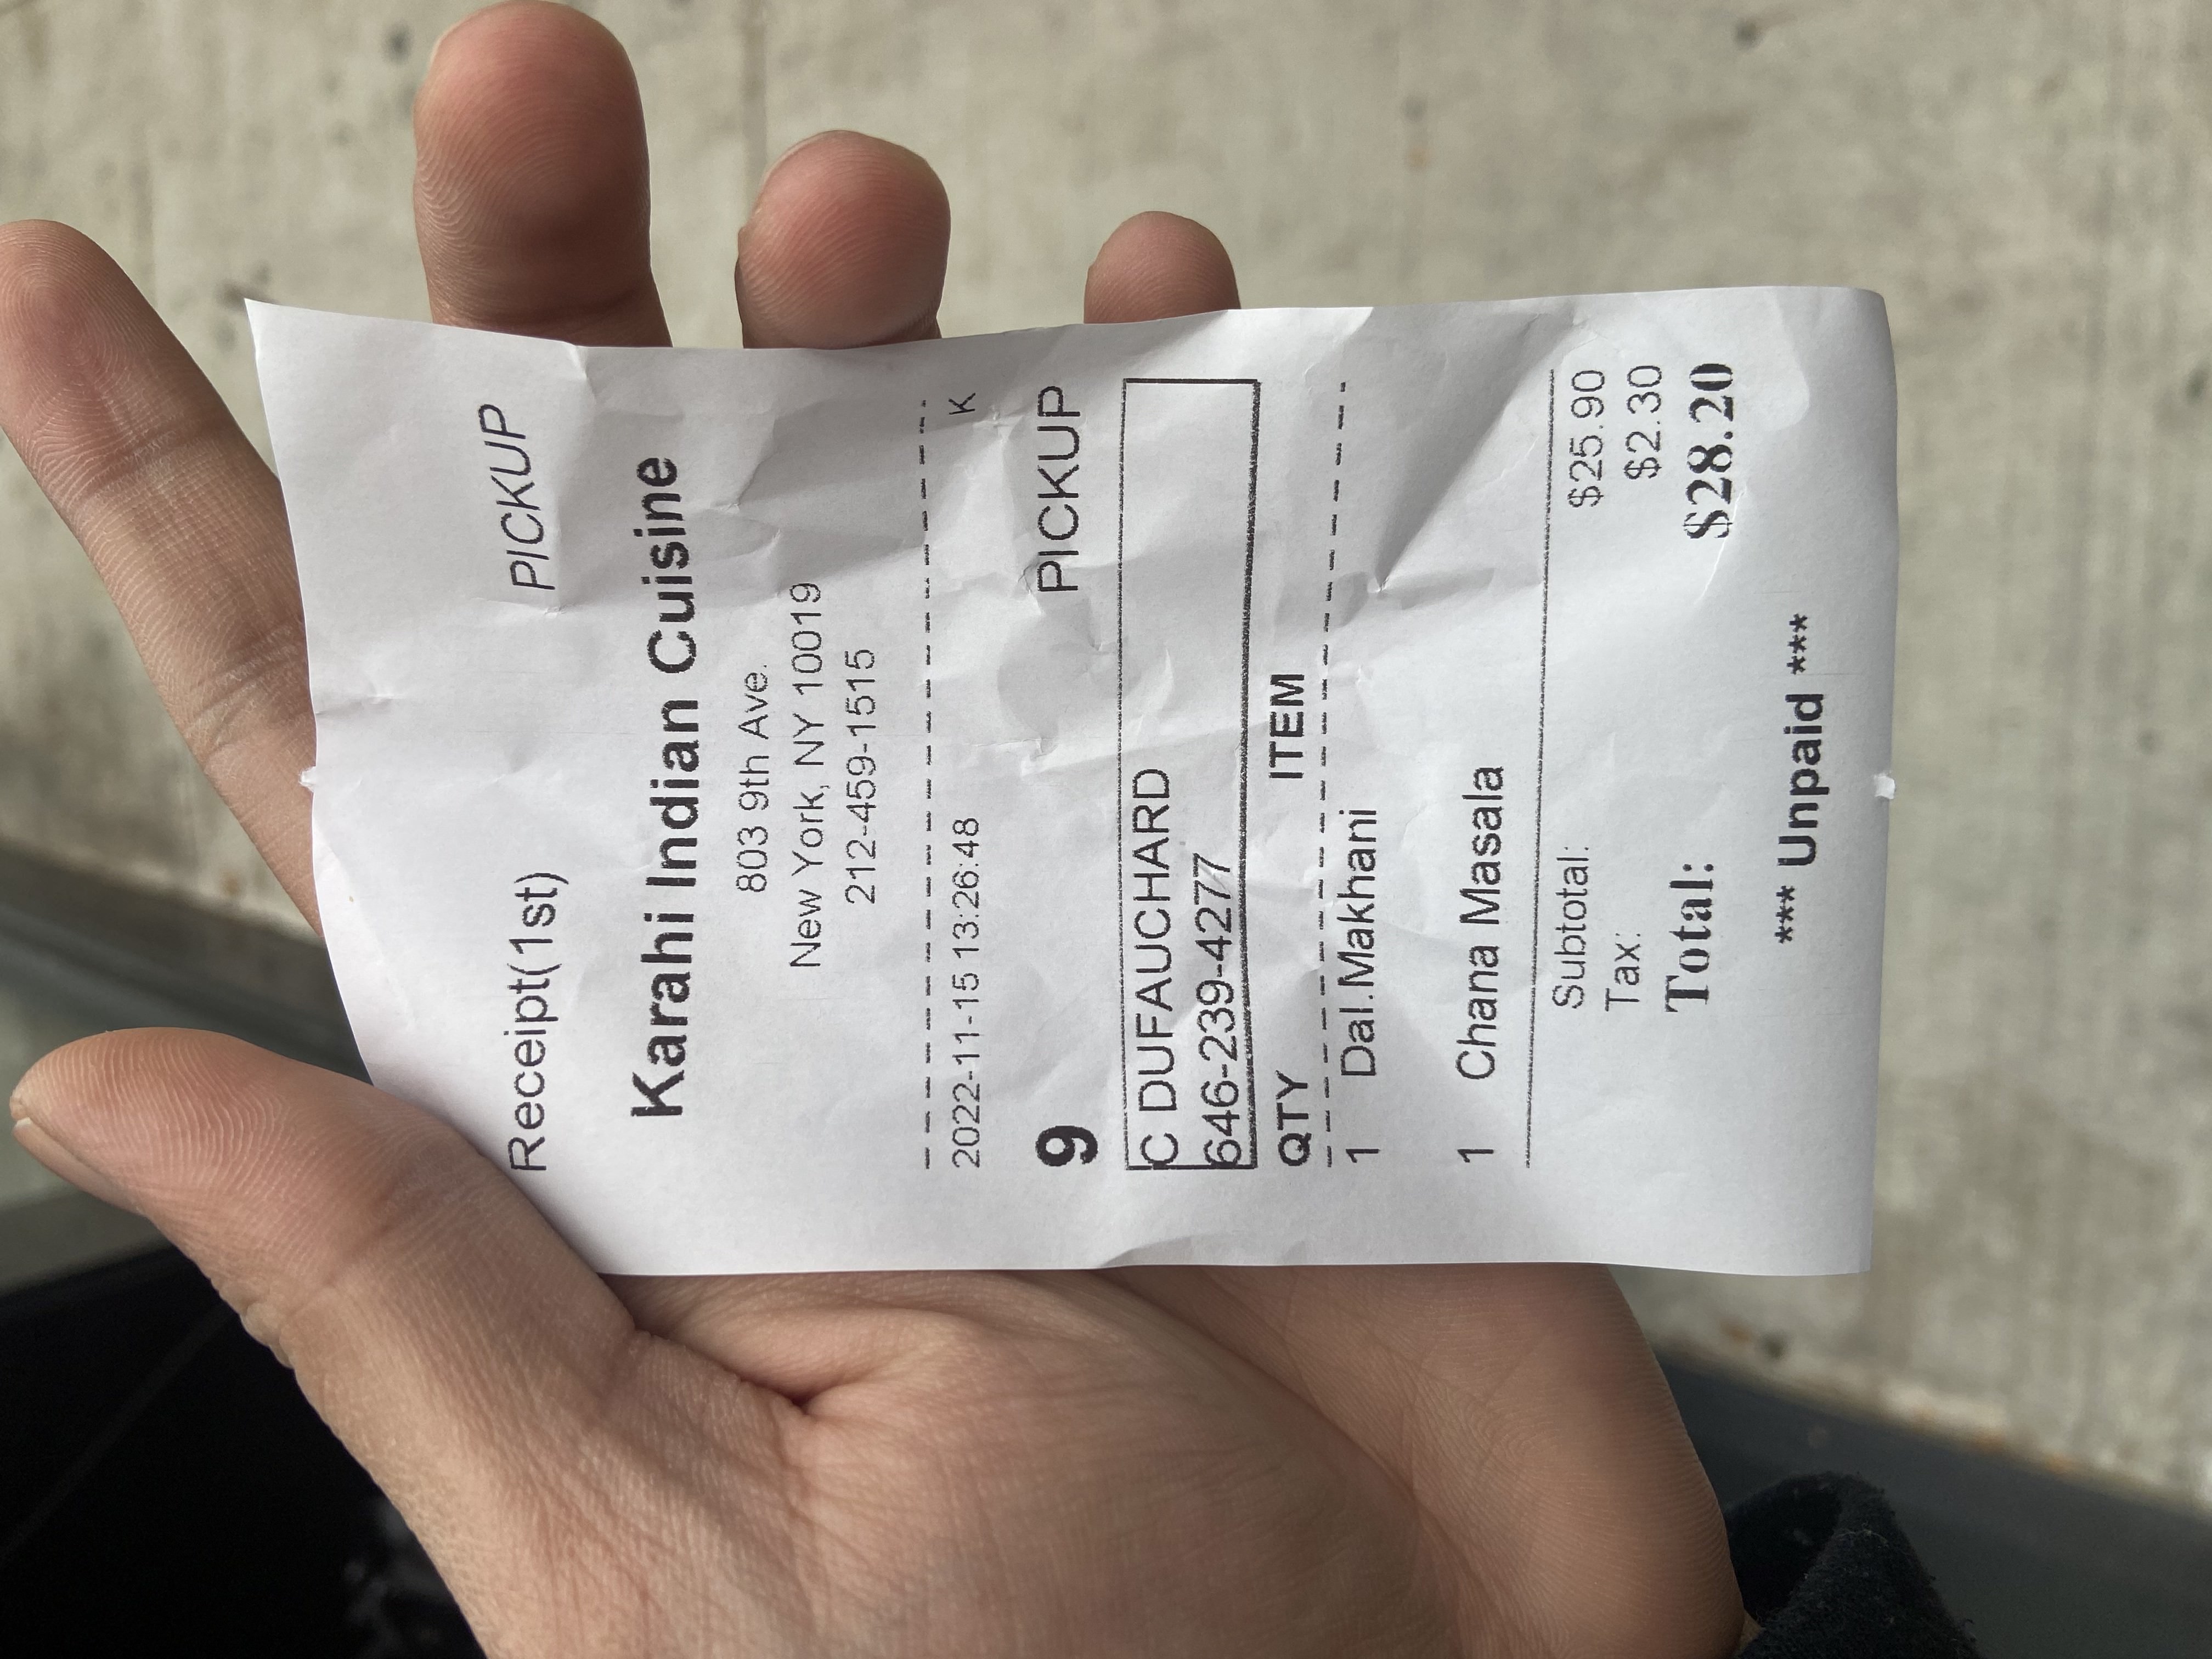 Receipt(1st) PICKUP
Karahi Indian Cuisine
803 9th Ave.
New York, NY 10019
212-459-1515
2022-11-15 13:26:48 K
9 PICKUP
C DUFAUCHARD
646-239-4277
QTY ITEM
1 Dal.Makhani
1 Chana Masala
Subtotal: $25.90
Tax: $2.30
Total: $28.20
*** Unpaid ***